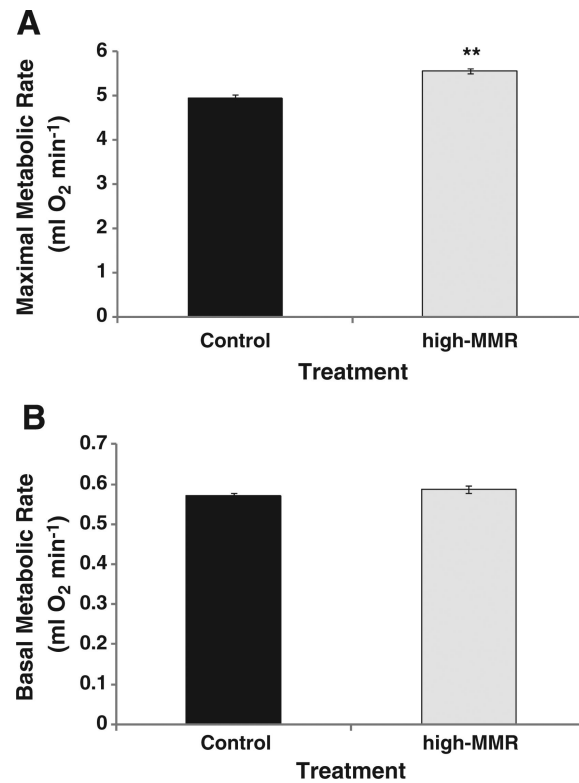 A
Maximal Metabolic Rate
(ml O2 min-1)
6
5
4
3
2
1
0
**
Control
high-MMR
Treatment
B
Basal Metabolic Rate
(ml O2 min-1)
0.7
0.6
0.5
0.4
0.3
0.2
0.1
0
Control
high-MMR
Treatment